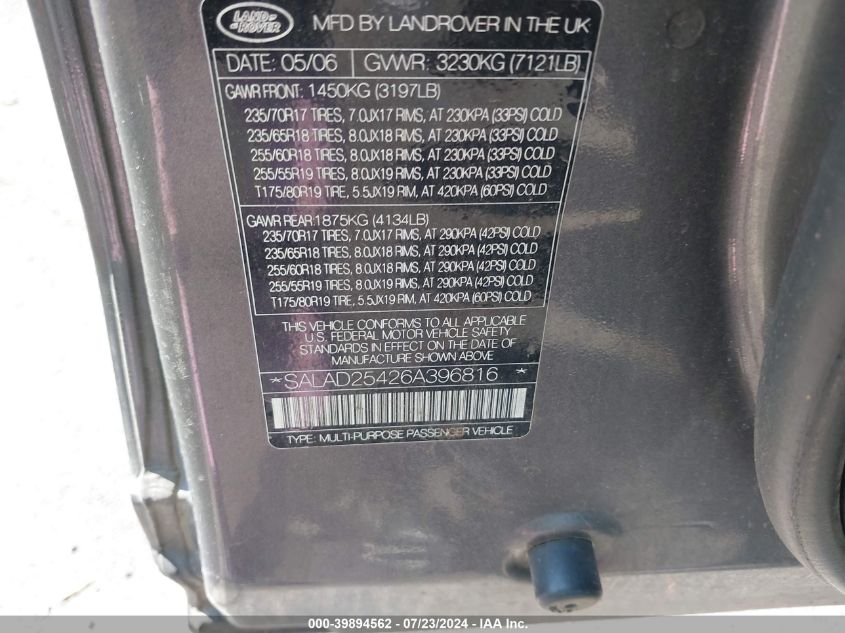 LAND
ROVER
MFD BY LANDROVER IN THE UK
DATE: 05/06 GVWR: 3230KG (7121LB)
GAWR FRONT: 1450KG (3197LB)
235/70R17 TIRES, 7.0JX17 RIMS, AT 230KPA (33PSI) COLD
235/65R18 TIRES, 8.0JX18 RIMS, AT 230KPA (33PSI) COLD
255/60R18 TIRES, 8.0JX18 RIMS, AT 230KPA (33PSI) COLD
255/55R19 TIRES, 8.0JX19 RIMS, AT 230KPA (33PSI) COLD
T175/80R19 TIRE, 5.5JX19 RIM, AT 420KPA (60PSI) COLD
GAWR REAR: 1875KG (4134LB)
235/70R17 TIRES, 7.0JX17 RIMS, AT 290KPA (42PSI) COLD
235/65R18 TIRES, 8.0JX18 RIMS, AT 290KPA (42PSI) COLD
255/60R18 TIRES, 8.0JX18 RIMS, AT 290KPA (42PSI) COLD
255/55R19 TIRES, 8.0JX19 RIMS, AT 290KPA (42PSI) COLD
T175/80R19 TIRE, 5.5JX19 RIM, AT 420KPA (60PSI) COLD
THIS VEHICLE CONFORMS TO ALL APPLICABLE
U.S. FEDERAL MOTOR VEHICLE SAFETY
STANDARDS IN EFFECT ON THE DATE OF
MANUFACTURE SHOWN ABOVE
*SALAD25426A396816 *
TYPE: MULTI-PURPOSE PASSENGER VEHICLE
000-39894562 - 07/23/2024 - IAA Inc.